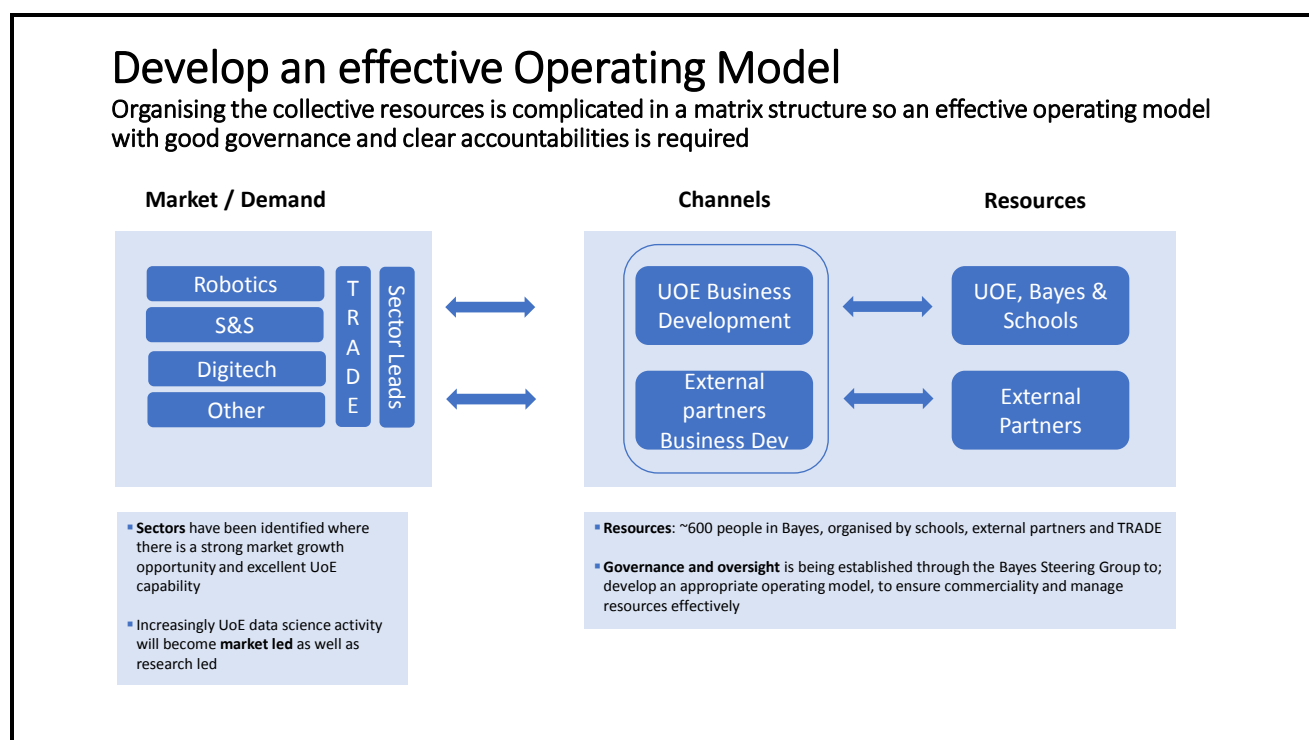 Develop an effective Operating Model
Organising the collective resources is complicated in a matrix structure so an effective operating model
with good governance and clear accountabilities is required
Market / Demand
Robotics
S&S
Digitech
Other
TRADE
Sector Leads
Channels
UOE Business
Development
External
partners
Business Dev
Resources
UOE, Bayes &
Schools
External
Partners
▪ Sectors have been identified where
there is a strong market growth
opportunity and excellent UoE
capability
▪ Increasingly UoE data science activity
will become market led as well as
research led
▪ Resources: ~600 people in Bayes, organised by schools, external partners and TRADE
▪ Governance and oversight is being established through the Bayes Steering Group to;
develop an appropriate operating model, to ensure commerciality and manage
resources effectively